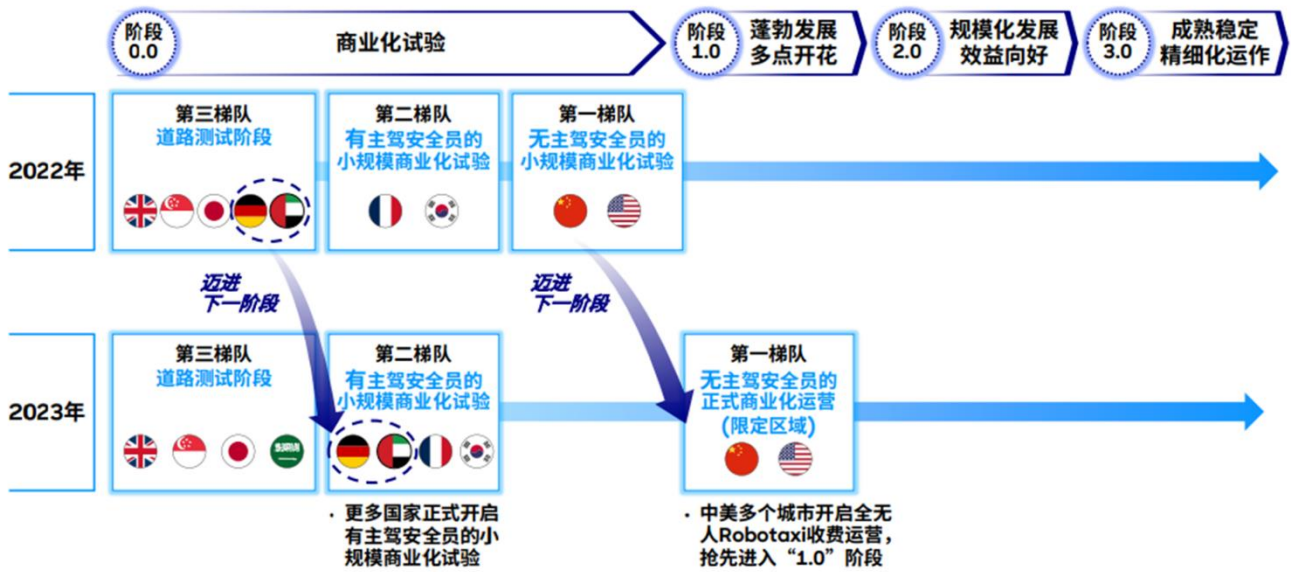 阶段
0.0
商业化试验
阶段
1.0
蓬勃发展
多点开花
阶段
2.0
规模化发展
效益向好
阶段
3.0
成熟稳定
精细化运作
2022年
第三梯队
道路测试阶段
第二梯队
有主驾安全员的
小规模商业化试验
第一梯队
无主驾安全员的
小规模商业化试验
迈进
下一阶段
迈进
下一阶段
2023年
第三梯队
道路测试阶段
第二梯队
有主驾安全员的
小规模商业化试验
第一梯队
无主驾安全员的
正式商业化运营
(限定区域)
· 更多国家正式开启
有主驾安全员的小
规模商业化试验
· 中美多个城市开启全无
人Robotaxi收费运营，
抢先进入“1.0”阶段